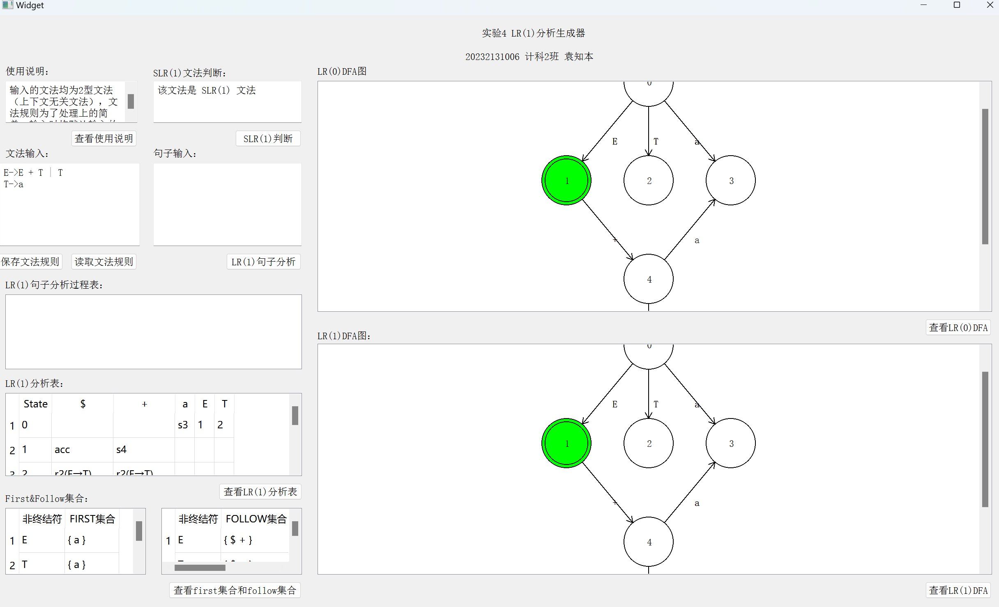 Widget
实验4 LR(1)分析生成器
20232131006 计科2班 袁知本
使用说明：
输入的文法均为2型文法
（上下文无关文法），文
法规则为了处理上的简
查看使用说明
SLR(1)文法判断：
该文法是 SLR(1) 文法
SLR(1)判断
文法输入：
E->E + T | T
T->a
保存文法规则 读取文法规则
句子输入：
LR(1)句子分析
LR(1)句子分析过程表：
LR(1)分析表：
State $ + a E T
1 0 s3 1 2
2 1 acc s4
3 2 r2(E→T) r2(E→T)
查看LR(1)分析表
First&Follow集合：
非终结符 FIRST集合
1 E { a }
2 T { a }
非终结符 FOLLOW集合
1 E { $ + }
查看first集合和follow集合
LR(0)DFA图
0
E T a
1 2 3
+ a
4
查看LR(0)DFA
LR(1)DFA图：
0
E T a
1 2 3
+ a
4
查看LR(1)DFA